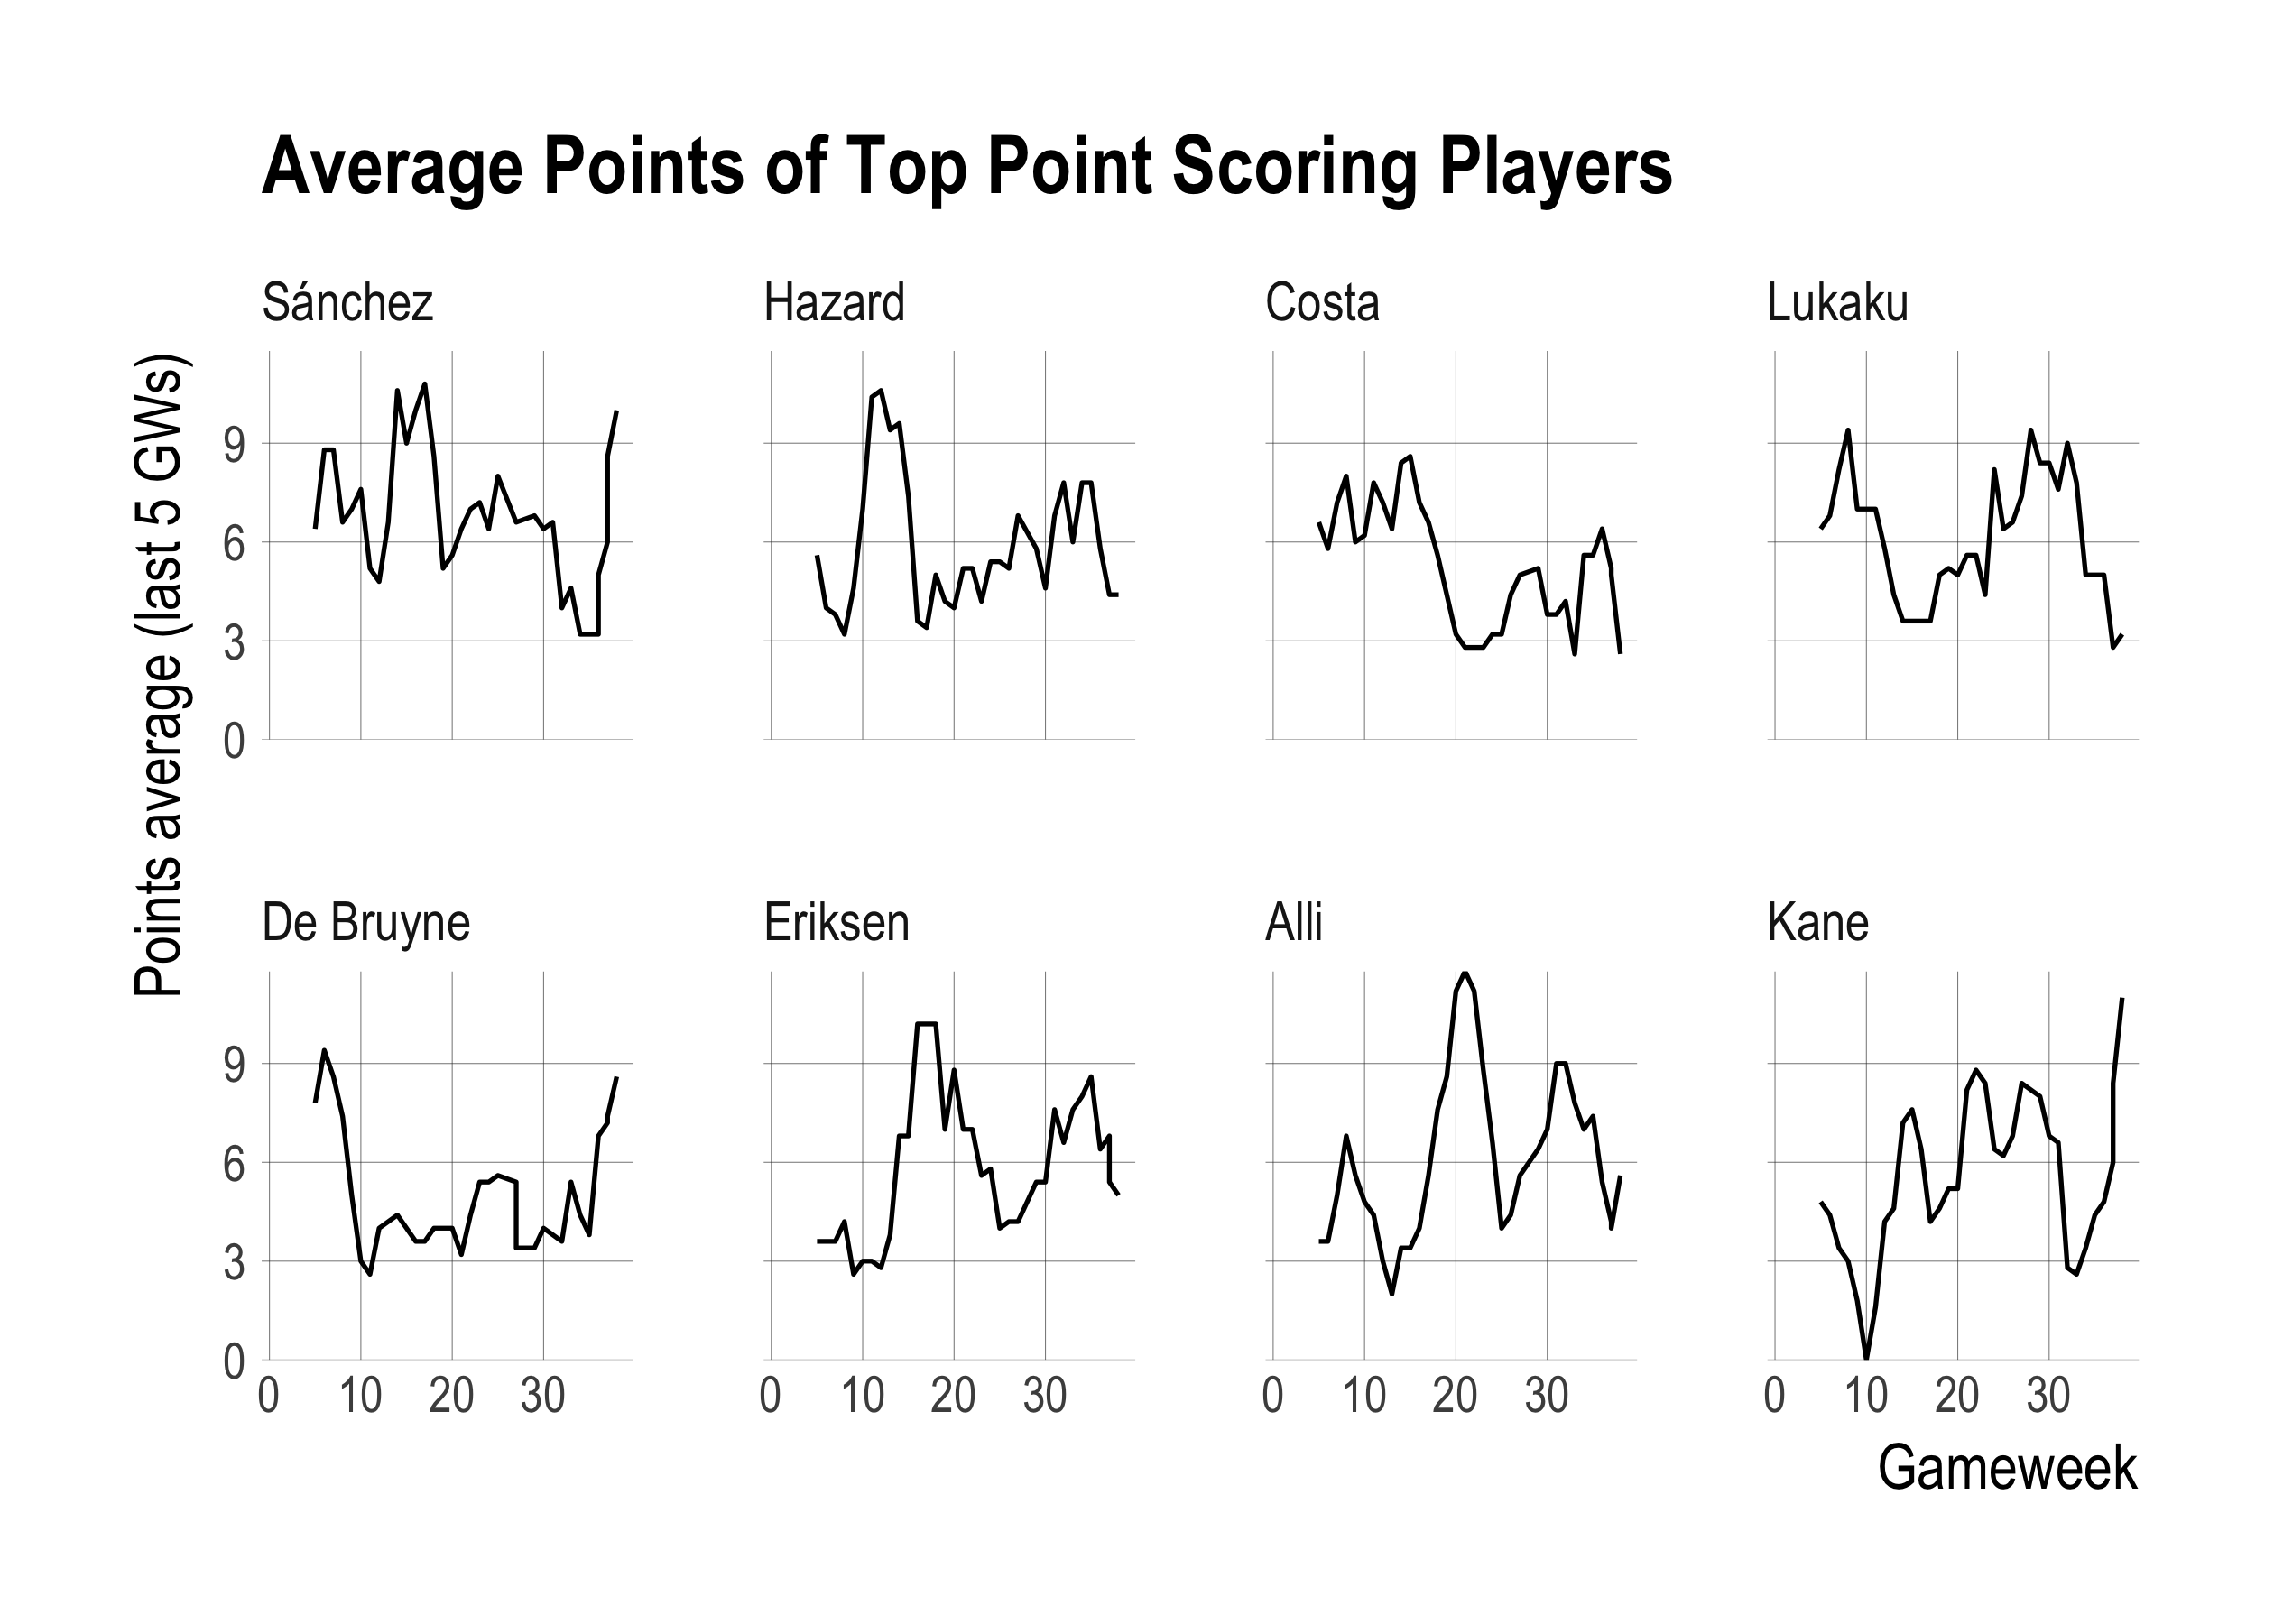 Average Points of Top Point Scoring Players
Points average (last 5 GWs)
Sánchez
Hazard
Costa
Lukaku
9
6
3
0
De Bruyne
Eriksen
Alli
Kane
9
6
3
0
0 10 20 30
0 10 20 30
0 10 20 30
0 10 20 30
Gameweek